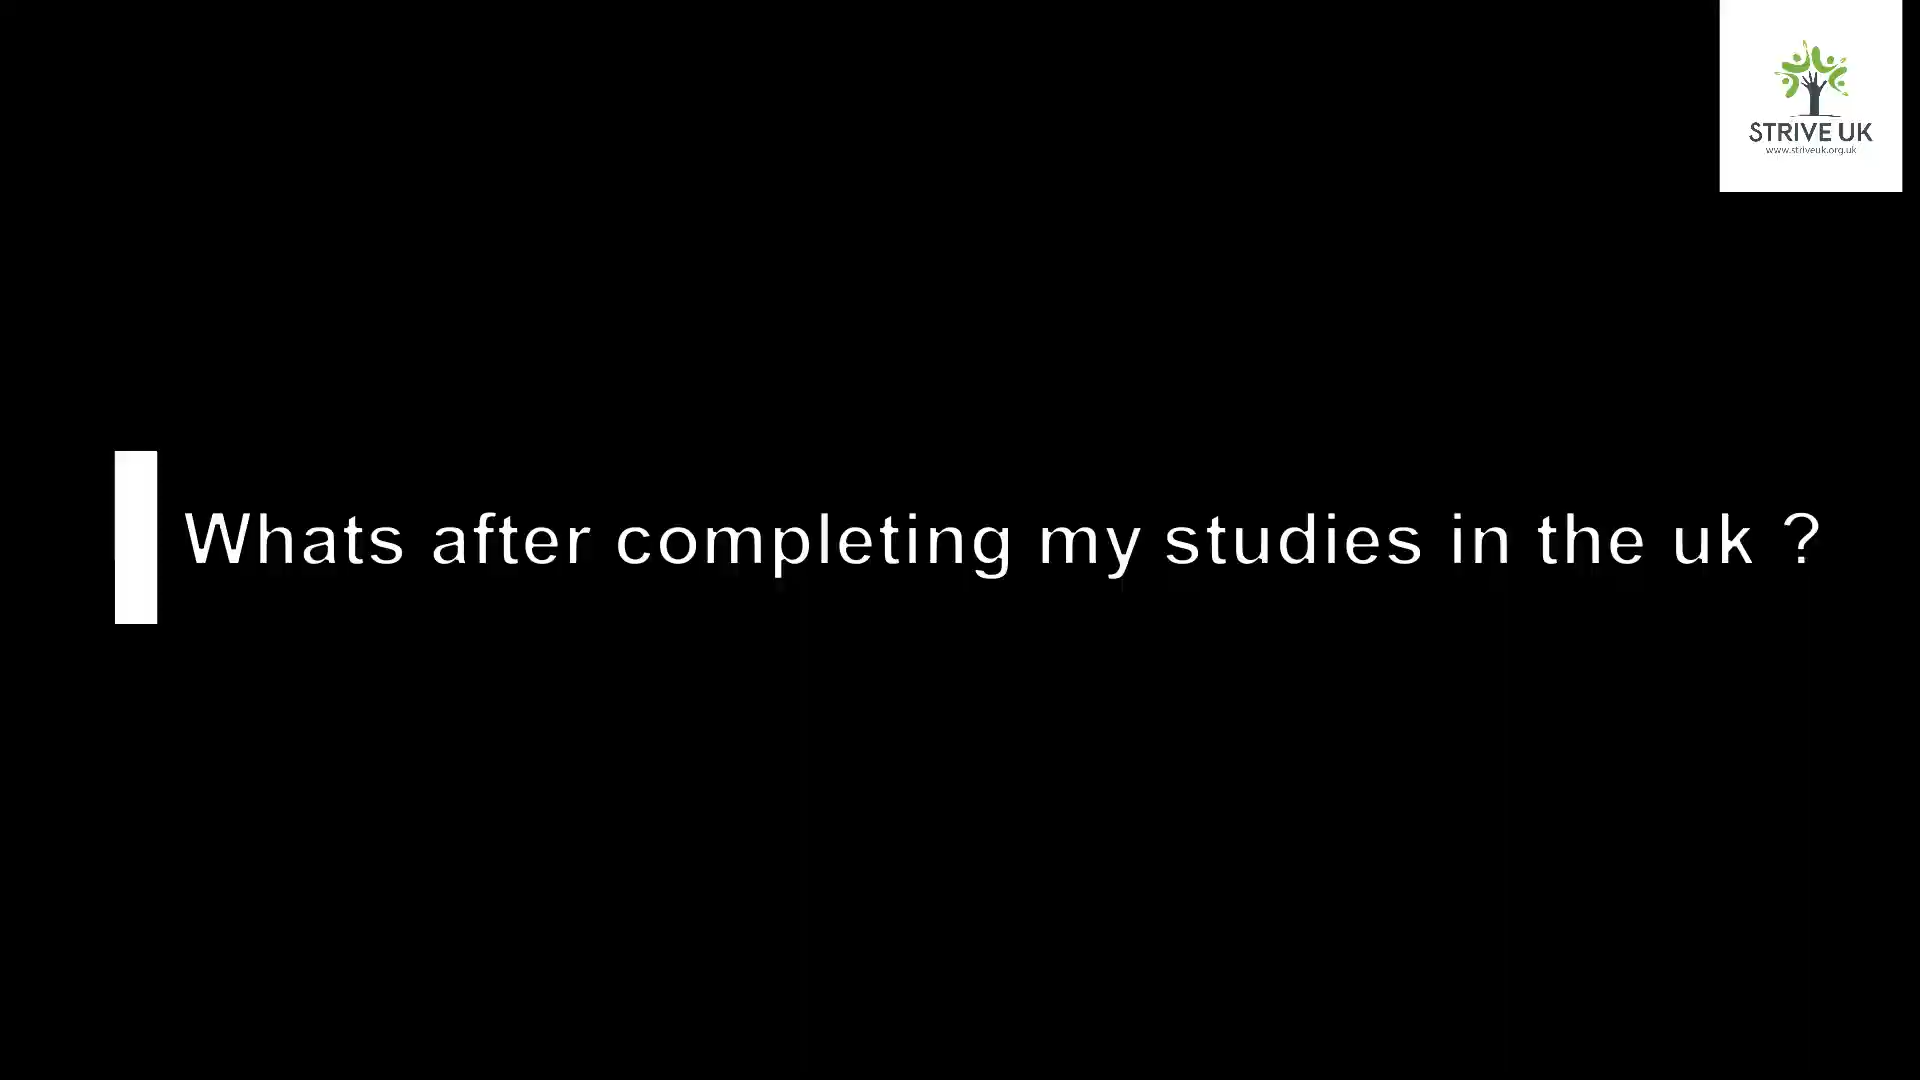 STRIVE UK
www.striveuk.org.uk
Whats after completing my studies in the uk ?